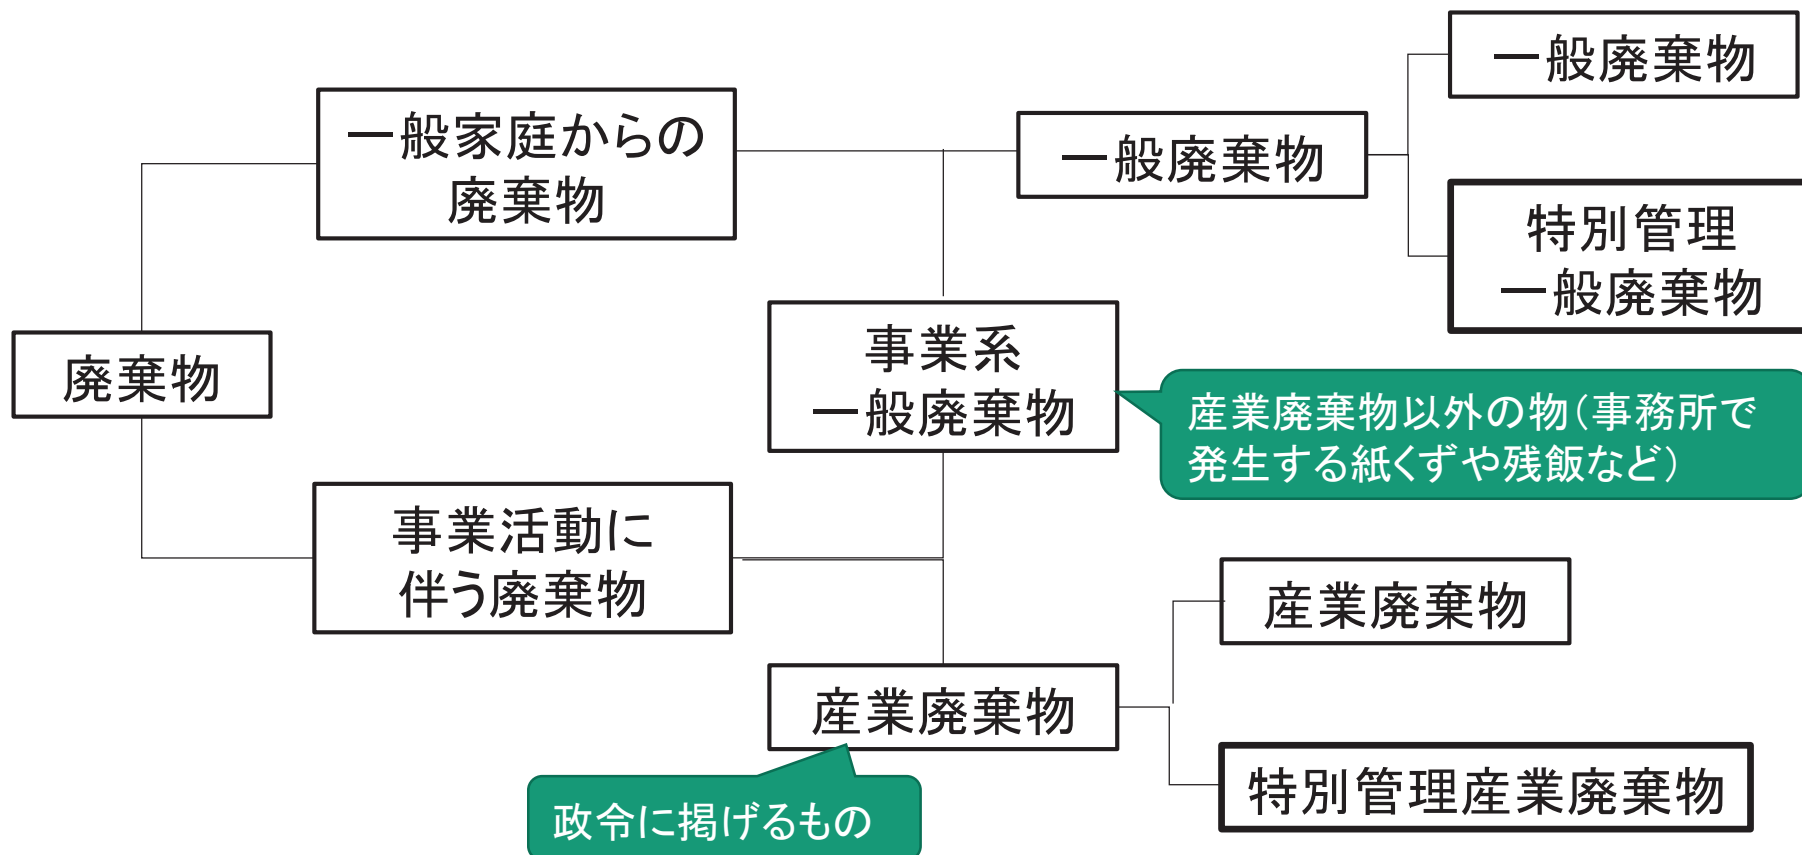 一般廃棄物
一般家庭からの
廃棄物
一般廃棄物
特別管理
一般廃棄物
事業系
一般廃棄物
廃棄物
産業廃棄物以外の物（事務所で
発生する紙くずや残飯など）
事業活動に
伴う廃棄物
産業廃棄物
産業廃棄物
特別管理産業廃棄物
政令に掲げるもの